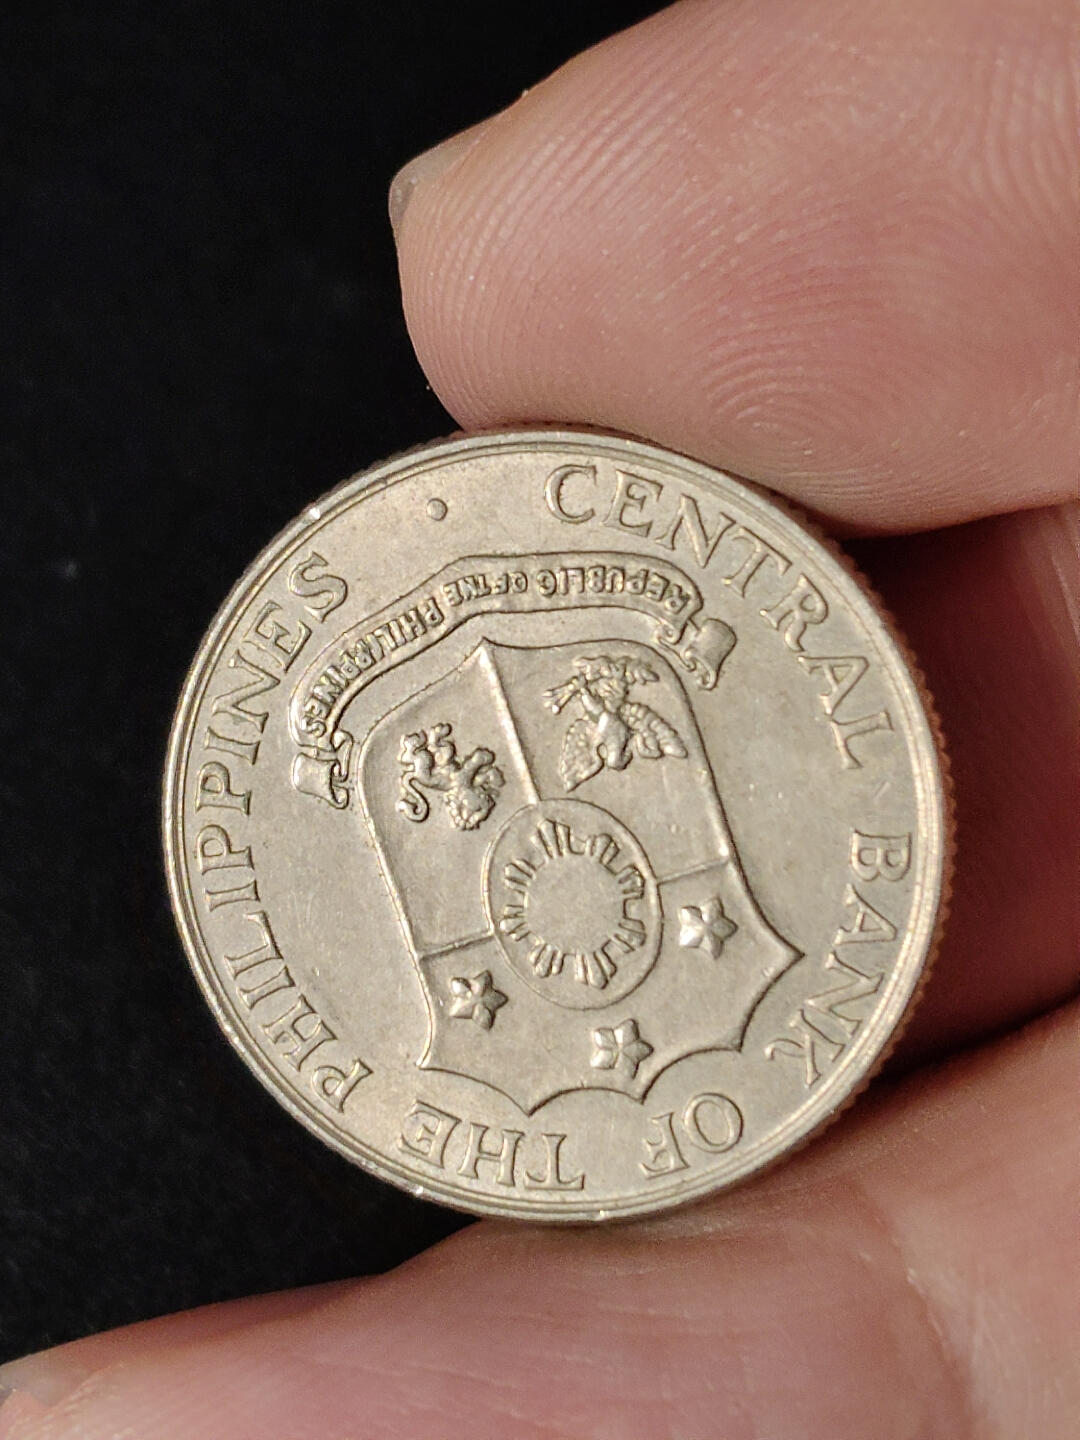 CENTRAL BANK OF THE PHILIPPINES
REPUBLIC OF THE PHILIPPINES